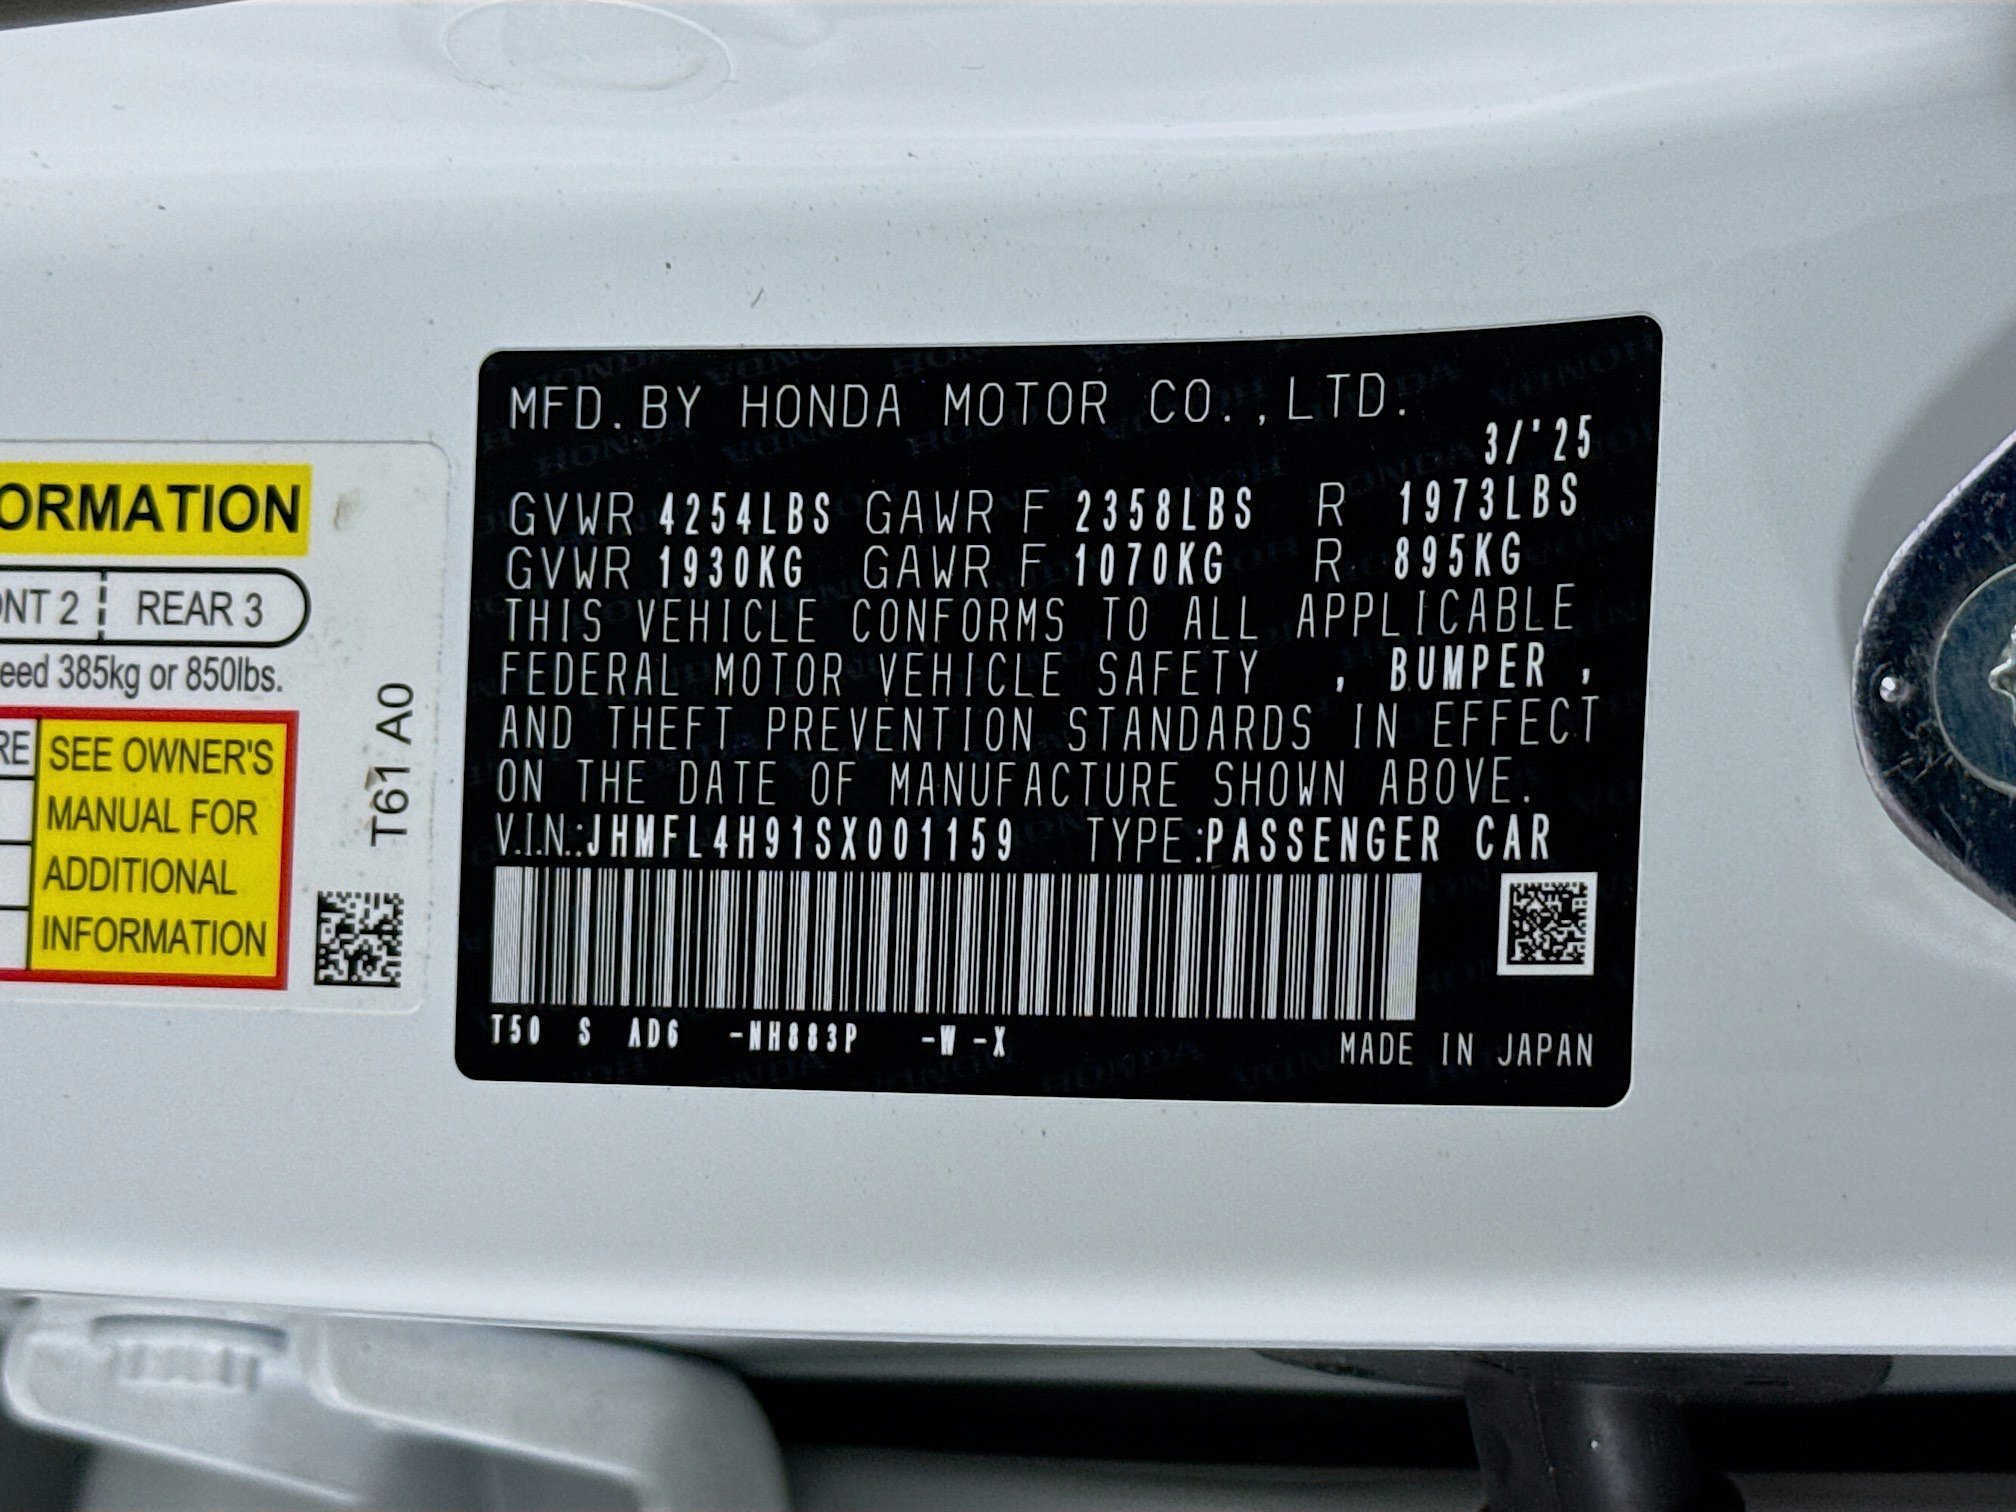 ORMATION
NT 2 REAR 3
eed 385kg or 850lbs.
RE
SEE OWNER'S
MANUAL FOR
ADDITIONAL
INFORMATION
T61 A0
MFD. BY HONDA MOTOR CO., LTD.
3/'25
GVWR 4254LBS GAWR F 2358LBS R 1973LBS
GVWR 1930KG GAWR F 1070KG R 895KG
THIS VEHICLE CONFORMS TO ALL APPLICABLE
FEDERAL MOTOR VEHICLE SAFETY , BUMPER ,
AND THEFT PREVENTION STANDARDS IN EFFECT
ON THE DATE OF MANUFACTURE SHOWN ABOVE.
V.I.N.:JHMFL4H91SX001159 TYPE:PASSENGER CAR
T50 S AD6 -NH883P -W -X
MADE IN JAPAN